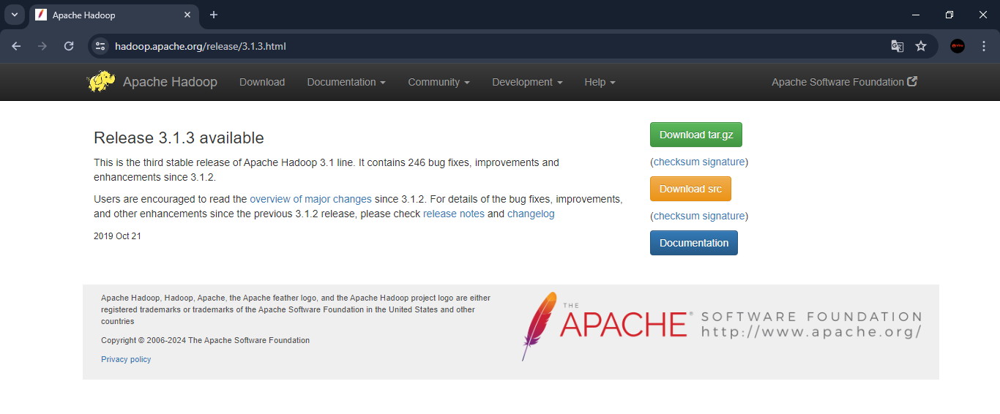 Apache Hadoop
hadoop.apache.org/release/3.1.3.html
Apache Hadoop Download Documentation Community Development Help Apache Software Foundation
Release 3.1.3 available
This is the third stable release of Apache Hadoop 3.1 line. It contains 246 bug fixes, improvements and
enhancements since 3.1.2.
Users are encouraged to read the overview of major changes since 3.1.2. For details of the bug fixes, improvements,
and other enhancements since the previous 3.1.2 release, please check release notes and changelog
2019 Oct 21
Download tar.gz
(checksum signature)
Download src
(checksum signature)
Documentation
Apache Hadoop, Hadoop, Apache, the Apache feather logo, and the Apache Hadoop project logo are either
registered trademarks or trademarks of the Apache Software Foundation in the United States and other
countries
Copyright © 2006-2024 The Apache Software Foundation
Privacy policy
THE
APACHE® SOFTWARE FOUNDATION
http://www.apache.org/